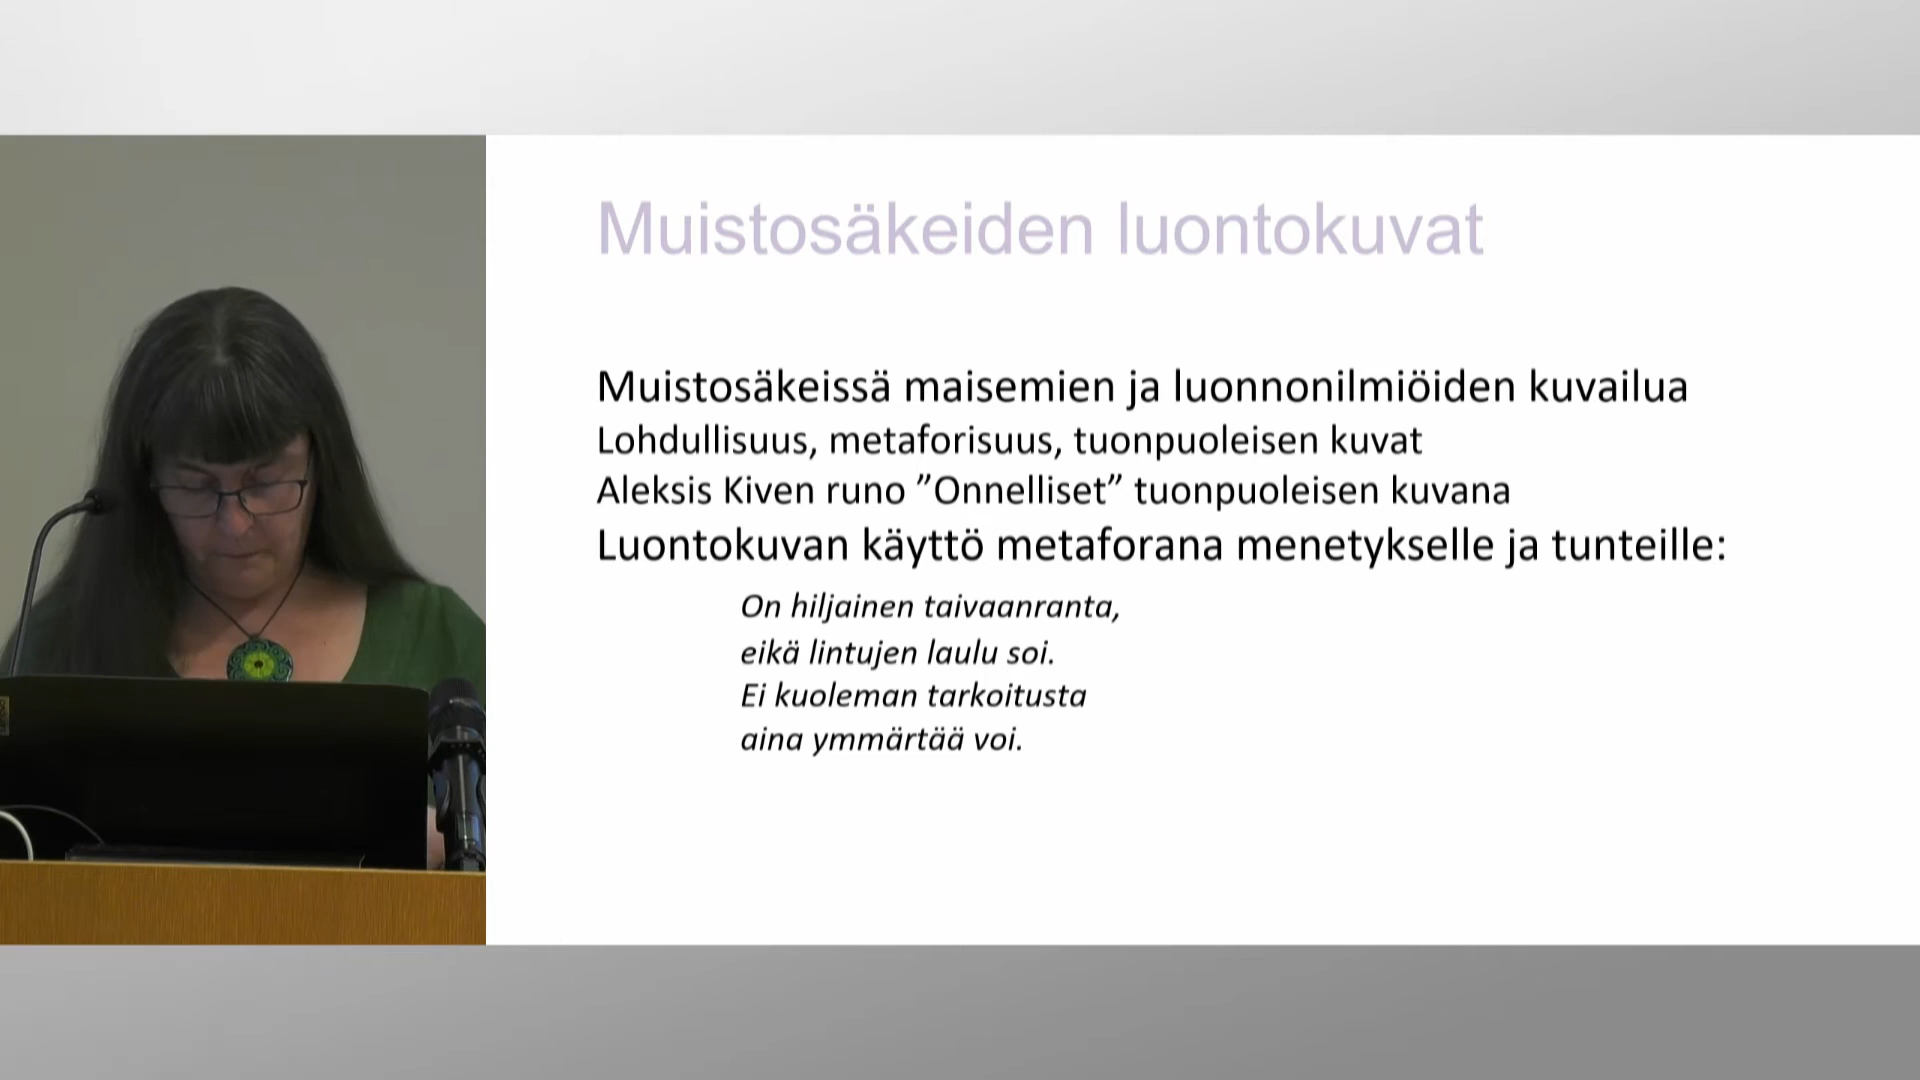 Muistosäkeiden luontokuvat
Muistosäkeissä maisemien ja luonnonilmiöiden kuvailua
Lohdullisuus, metaforisuus, tuonpuoleisen kuvat
Aleksis Kiven runo ”Onnelliset” tuonpuoleisen kuvana
Luontokuvan käyttö metaforana menetykselle ja tunteille:
On hiljainen taivaanranta,
eikä lintujen laulu soi.
Ei kuoleman tarkoitusta
aina ymmärtää voi.